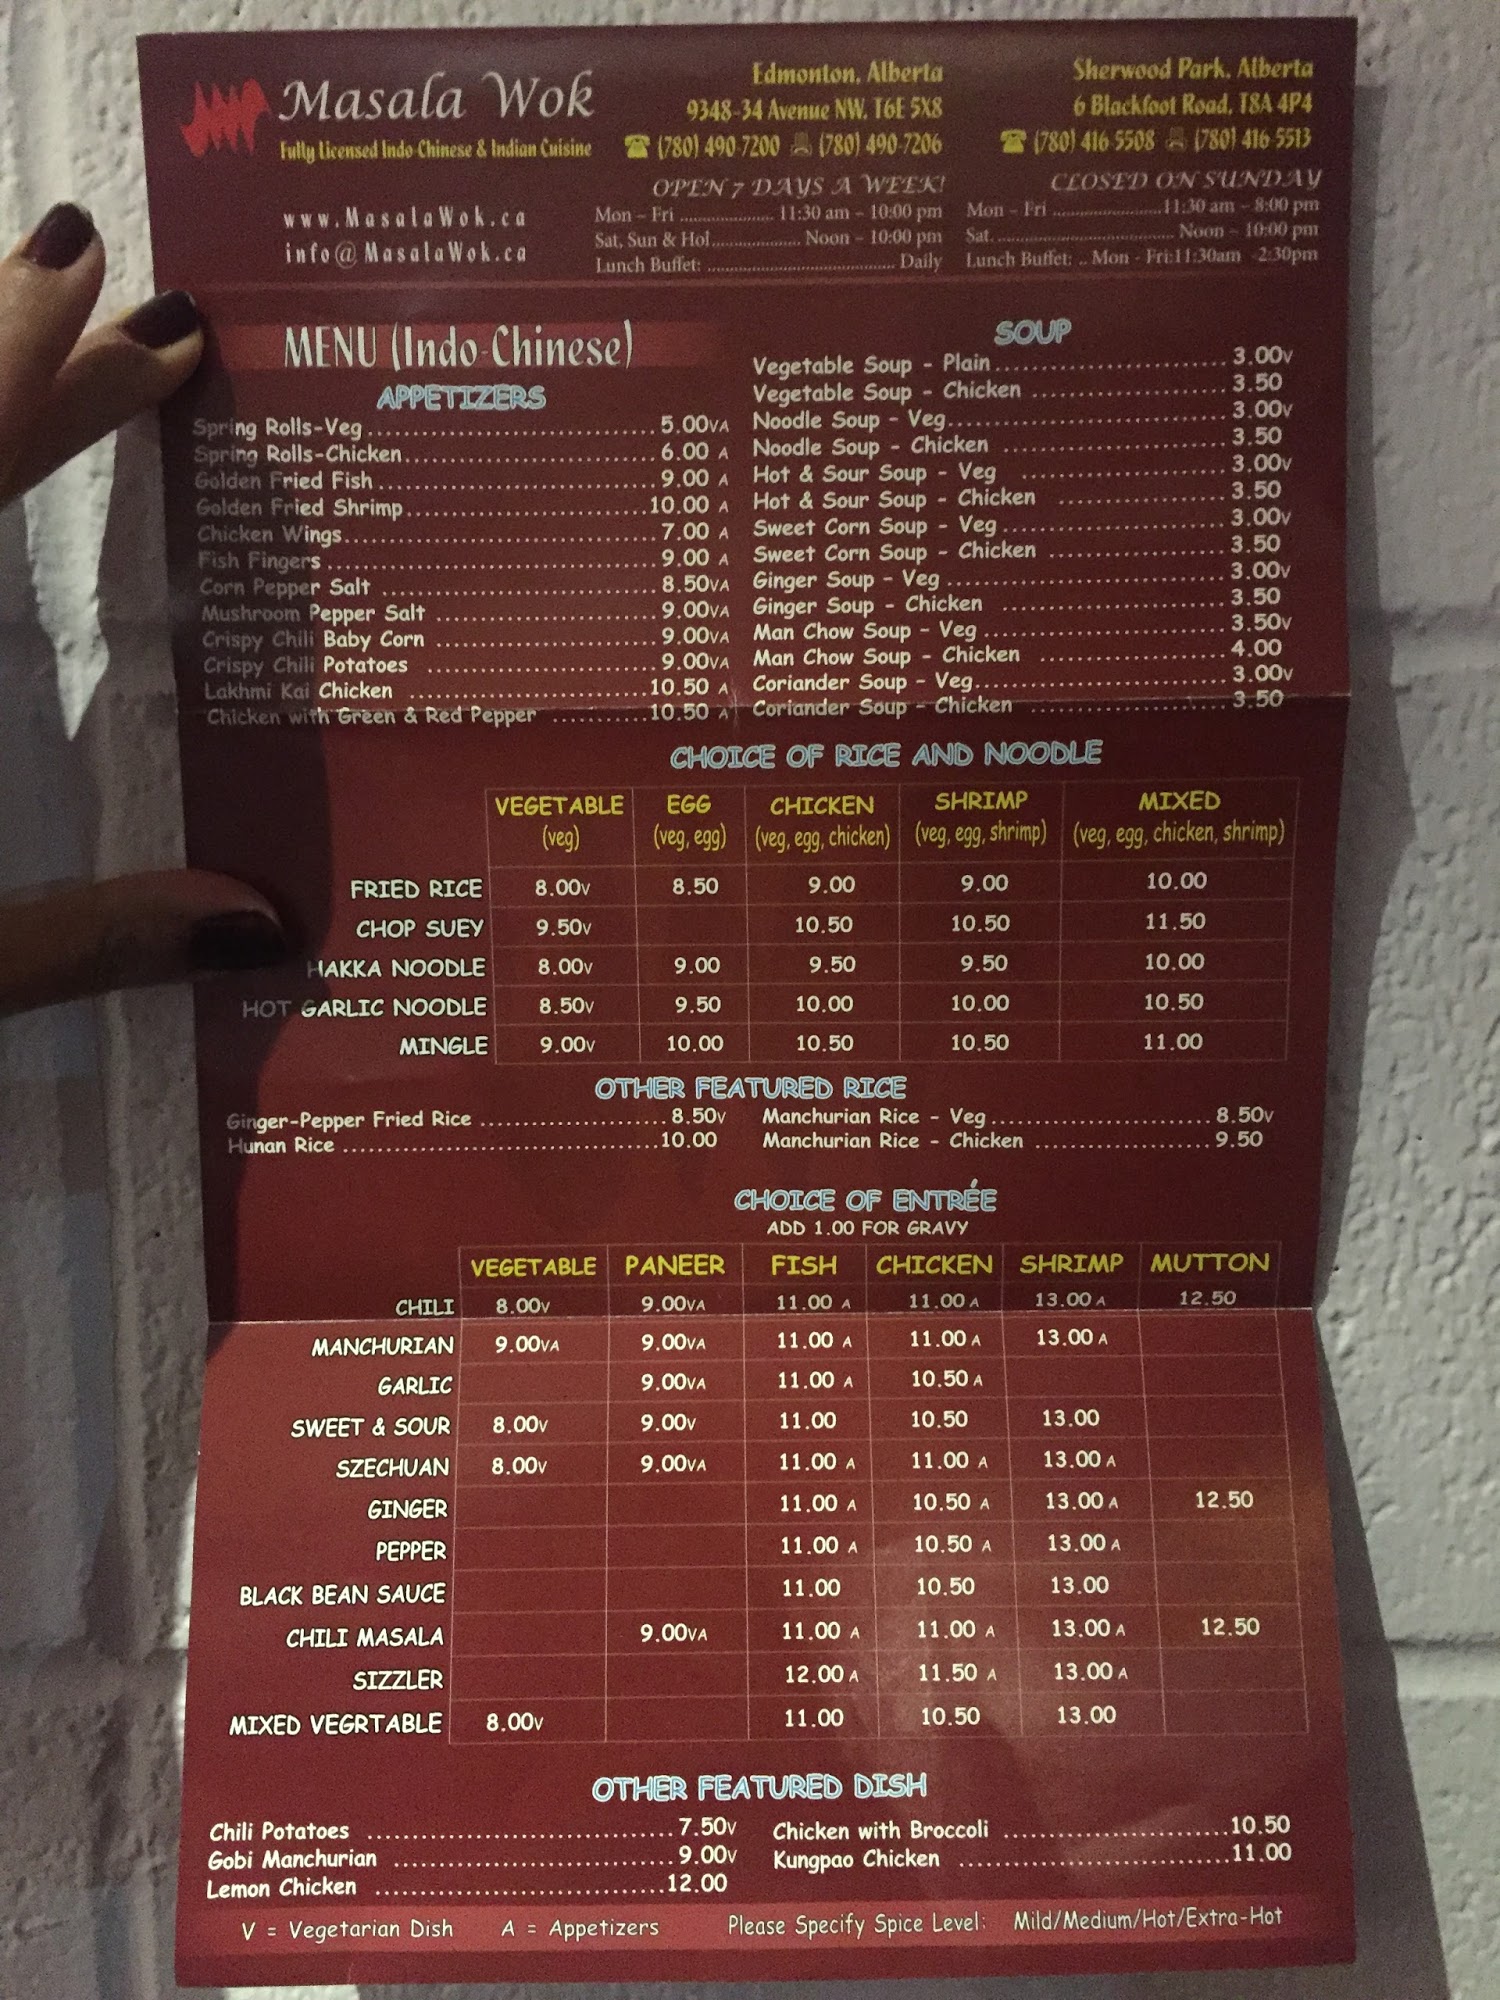 Masala Wok
Fully Licensed Indo-Chinese & Indian Cuisine
www.MasalaWok.ca
info@MasalaWok.ca
Edmonton, Alberta
9348-34 Avenue NW, T6E 5X8
☎ (780) 490-7200 (780) 490-7206
OPEN 7 DAYS A WEEK!
Mon – Fri .................... 11:30 am – 10:00 pm
Sat, Sun & Hol................... Noon – 10:00 pm
Lunch Buffet: ...................................... Daily
Sherwood Park, Alberta
6 Blackfoot Road, T8A 4P4
☎ (780) 416 5508 (780) 416-5513
CLOSED ON SUNDAY
Mon – Fri .......................11:30 am – 8:00 pm
Sat. .................................... Noon – 10:00 pm
Lunch Buffet: .. Mon - Fri:11:30am -2:30pm
MENU (Indo-Chinese)
APPETIZERS
Spring Rolls-Veg ................................ 5.00VA
Spring Rolls-Chicken............................ 6.00 A
Golden Fried Fish ............................... 9.00 A
Golden Fried Shrimp........................... 10.00 A
Chicken Wings................................... 7.00 A
Fish Fingers .................................... 9.00 A
Corn Pepper Salt ............................... 8.50VA
Mushroom Pepper Salt ......................... 9.00VA
Crispy Chili Baby Corn ......................... 9.00VA
Crispy Chili Potatoes .......................... 9.00VA
Lakhmi Kai Chicken ........................... 10.50 A
Chicken with Green & Red Pepper ........... 10.50 A
SOUP
Vegetable Soup - Plain.......................... 3.00V
Vegetable Soup - Chicken ...................... 3.50
Noodle Soup - Veg............................... 3.00V
Noodle Soup - Chicken ......................... 3.50
Hot & Sour Soup - Veg ......................... 3.00V
Hot & Sour Soup - Chicken .................... 3.50
Sweet Corn Soup - Veg ......................... 3.00V
Sweet Corn Soup - Chicken .................... 3.50
Ginger Soup - Veg ............................... 3.00V
Ginger Soup - Chicken ......................... 3.50
Man Chow Soup - Veg ........................... 3.50V
Man Chow Soup - Chicken ..................... 4.00
Coriander Soup - Veg............................ 3.00V
Coriander Soup - Chicken ...................... 3.50
CHOICE OF RICE AND NOODLE
VEGETABLE EGG CHICKEN SHRIMP MIXED
(veg) (veg, egg) (veg, egg, chicken) (veg, egg, shrimp) (veg, egg, chicken, shrimp)
FRIED RICE 8.00V 8.50 9.00 9.00 10.00
CHOP SUEY 9.50V 10.50 10.50 11.50
HAKKA NOODLE 8.00V 9.00 9.50 9.50 10.00
HOT GARLIC NOODLE 8.50V 9.50 10.00 10.00 10.50
MINGLE 9.00V 10.00 10.50 10.50 11.00
OTHER FEATURED RICE
Ginger-Pepper Fried Rice ..................... 8.50V
Hunan Rice ................................... 10.00
Manchurian Rice - Veg ........................ 8.50V
Manchurian Rice - Chicken ................... 9.50
CHOICE OF ENTRÉE
ADD 1.00 FOR GRAVY
VEGETABLE PANEER FISH CHICKEN SHRIMP MUTTON
CHILI 8.00V 9.00VA 11.00 A 11.00 A 13.00 A 12.50
MANCHURIAN 9.00VA 9.00VA 11.00 A 11.00 A 13.00 A
GARLIC 9.00VA 11.00 A 10.50 A
SWEET & SOUR 8.00V 9.00V 11.00 10.50 13.00
SZECHUAN 8.00V 9.00VA 11.00 A 11.00 A 13.00 A
GINGER 11.00 A 10.50 A 13.00 A 12.50
PEPPER 11.00 A 10.50 A 13.00 A
BLACK BEAN SAUCE 11.00 10.50 13.00
CHILI MASALA 9.00VA 11.00 A 11.00 A 13.00 A 12.50
SIZZLER 12.00 A 11.50 A 13.00 A
MIXED VEGRTABLE 8.00V 11.00 10.50 13.00
OTHER FEATURED DISH
Chili Potatoes .................................. 7.50V
Gobi Manchurian ............................... 9.00V
Lemon Chicken ................................ 12.00
Chicken with Broccoli ......................... 10.50
Kungpao Chicken .............................. 11.00
V = Vegetarian Dish A = Appetizers Please Specify Spice Level: Mild/Medium/Hot/Extra-Hot